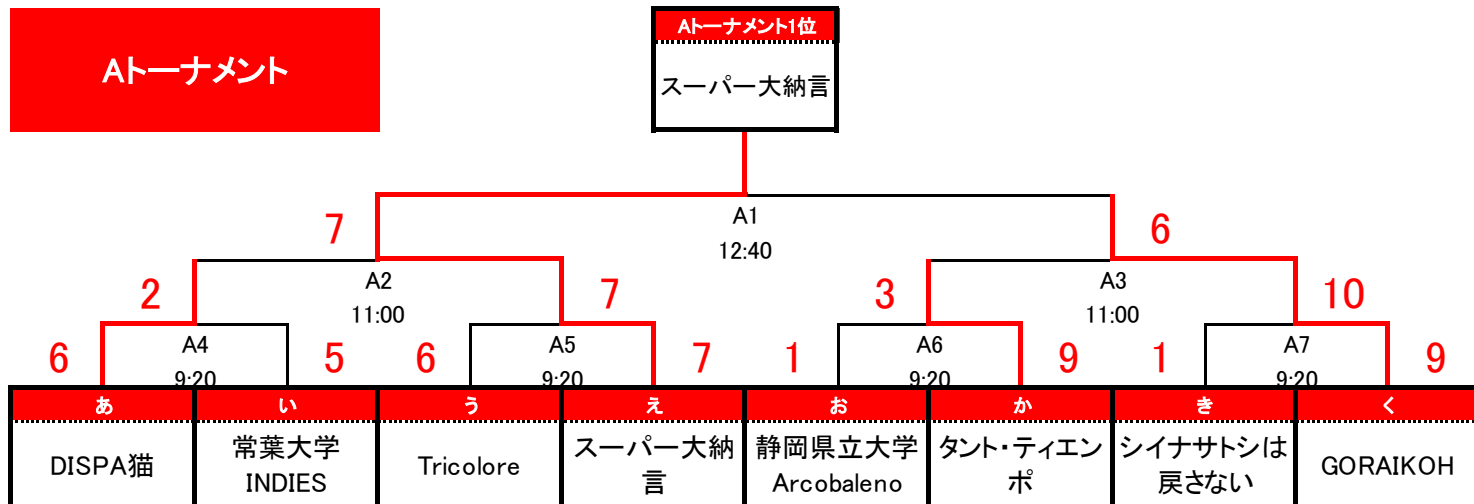 Aトーナメント1位
Aトーナメント
スーパー大納言
A1
7
6
12:40
A2
A3
2
7
3
10
11:00
11:00
A4
A5
A6
A7
6
5
6
7
1
9
1
9
9:20
9:20
9:20
9:20
あ
い
う
え
お
か
き
く
DISPA猫
常葉大学
INDIES
Tricolore
スーパー大納
言
静岡県立大学
Arcobaleno
タント・ティエン
ポ
シイナサトシは
戻さない
GORAIKOH